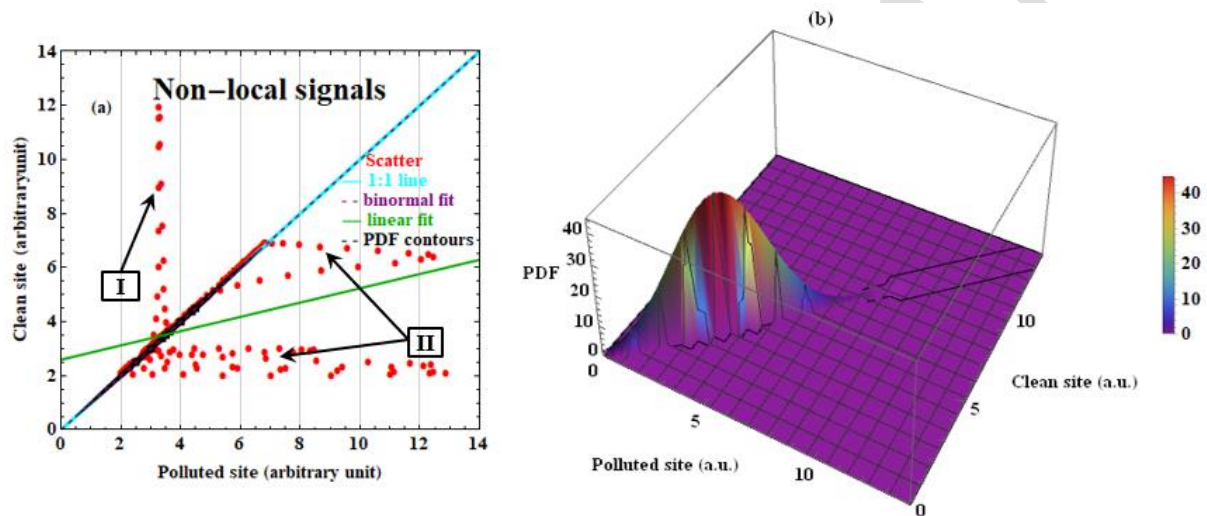 Non-local signals
(a)
14
12
10
8
6
4
2
0
Clean site (arbitraryunit)
I
II
Scatter
1:1 line
binormal fit
linear fit
PDF contours
0
2
4
6
8
10
12
14
Polluted site (arbitrary unit)
(b)
PDF
40
30
20
10
0
0
5
10
Polluted site (a.u.)
0
5
10
Clean site (a.u.)
40
30
20
10
0